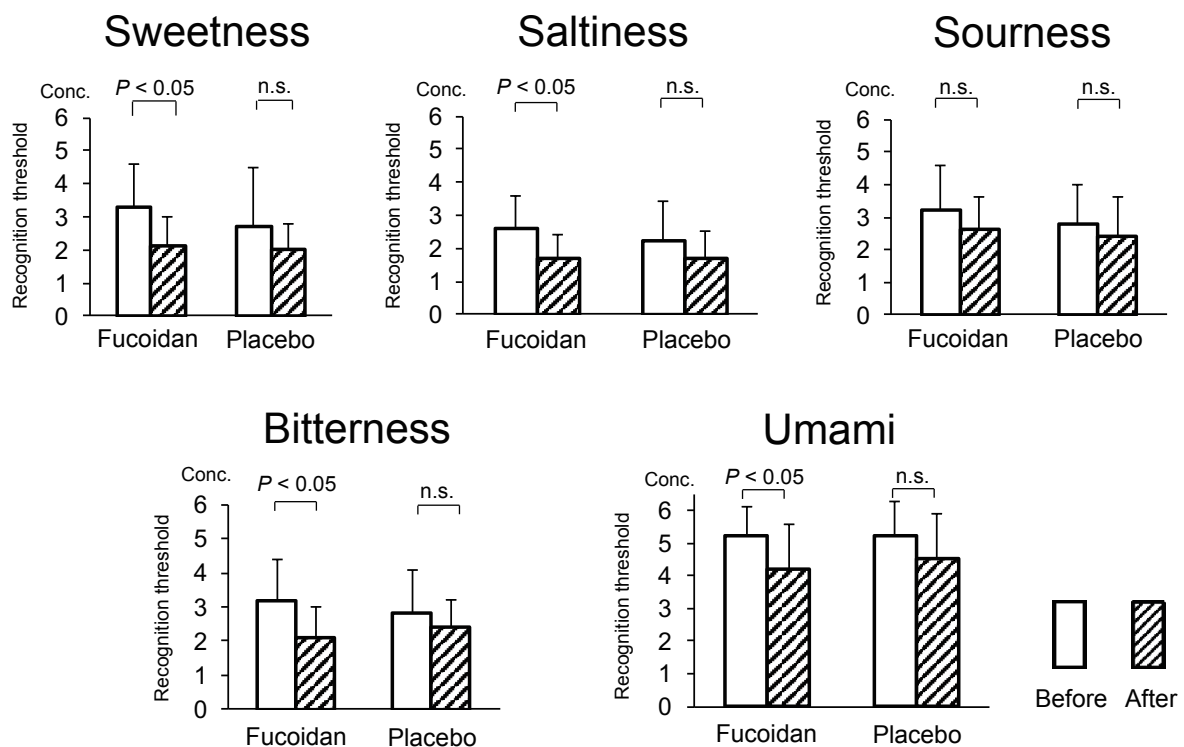 Sweetness
Conc.
P < 0.05
n.s.
Recognition threshold
6
5
4
3
2
1
0
Fucoidan
Placebo
Saltiness
Conc.
P < 0.05
n.s.
Recognition threshold
6
5
4
3
2
1
0
Fucoidan
Placebo
Sourness
Conc.
n.s.
n.s.
Recognition threshold
6
5
4
3
2
1
0
Fucoidan
Placebo
Bitterness
Conc.
P < 0.05
n.s.
Recognition threshold
6
5
4
3
2
1
0
Fucoidan
Placebo
Umami
Conc.
P < 0.05
n.s.
Recognition threshold
6
5
4
3
2
1
0
Fucoidan
Placebo
Before
After